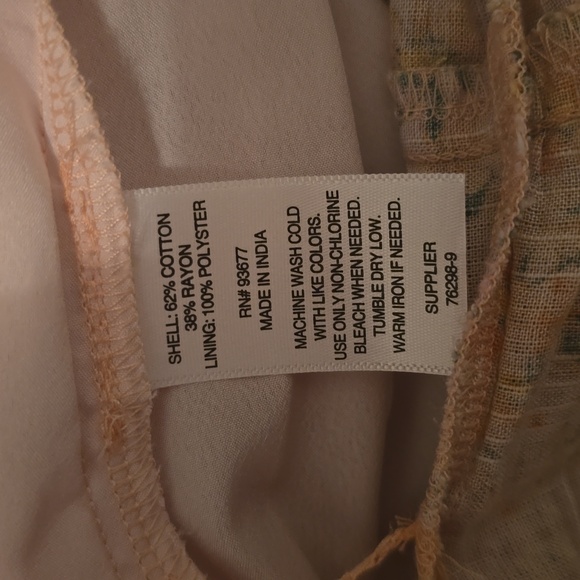 SHELL: 62% COTTON
38% RAYON
LINING: 100% POLYSTER
RN# 99677
MADE IN INDIA
MACHINE WASH COLD
WITH LIKE COLORS.
USE ONLY NON-CHLORINE
BLEACH WHEN NEEDED.
TUMBLE DRY LOW.
WARM IRON IF NEEDED.
SUPPLIER
76298-9